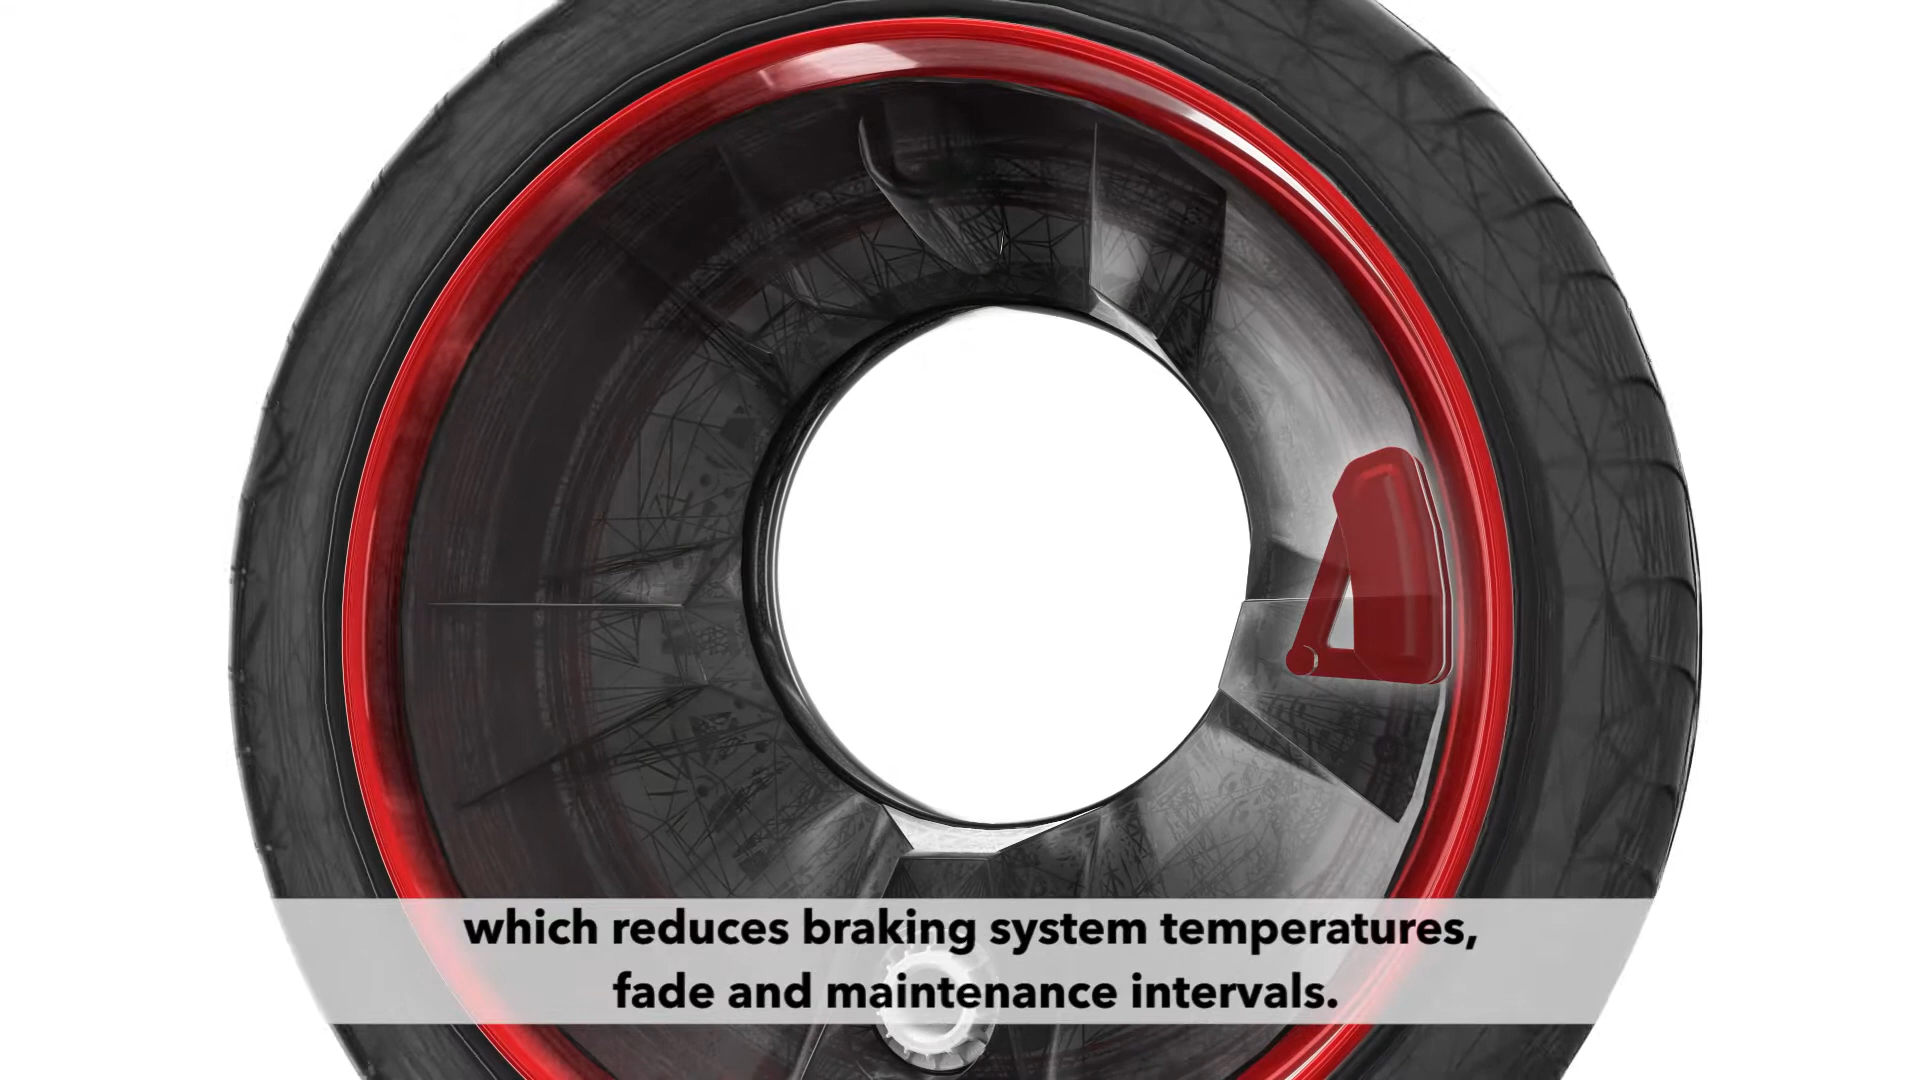 which reduces braking system temperatures,
fade and maintenance intervals.